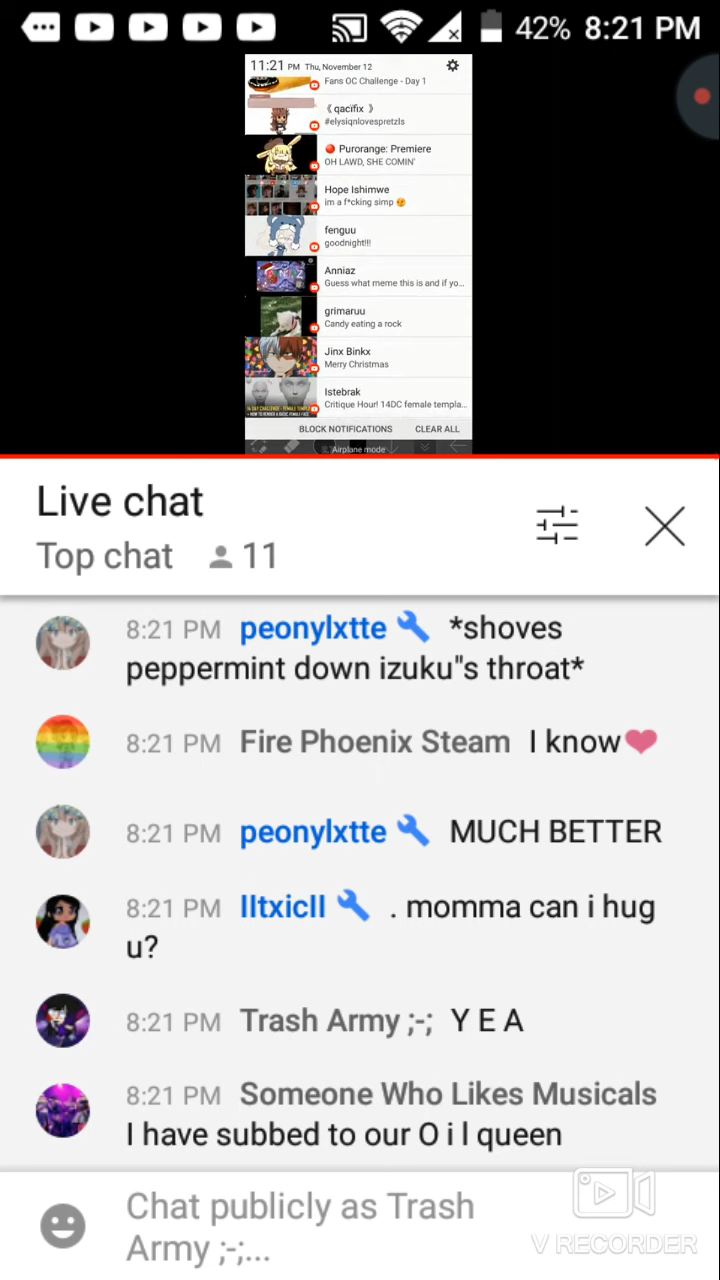 42% 8:21 PM
11:21 PM Thu, November 12
Fans OC Challenge - Day 1
《 qacïfix 》
#elysiqnlovespretzls
🔴 Purorange: Premiere
OH LAWD, SHE COMIN'
Hope Ishimwe
im a f*cking simp 🥴
fenguu
goodnight!!!
Anniaz
Guess what meme this is and if yo...
grimaruu
Candy eating a rock
Jinx Binkx
Merry Christmas
Istebrak
Critique Hour! 14DC female templa...
BLOCK NOTIFICATIONS CLEAR ALL
Airplane mode
Live chat
Top chat 11
8:21 PM peonylxtte 🔧 *shoves
peppermint down izuku"s throat*
8:21 PM Fire Phoenix Steam I know❤
8:21 PM peonylxtte 🔧 MUCH BETTER
8:21 PM IItxicII 🔧 . momma can i hug
u?
8:21 PM Trash Army ;-; Y E A
8:21 PM Someone Who Likes Musicals
I have subbed to our O i l queen
Chat publicly as Trash
Army ;-;...
V RECORDER